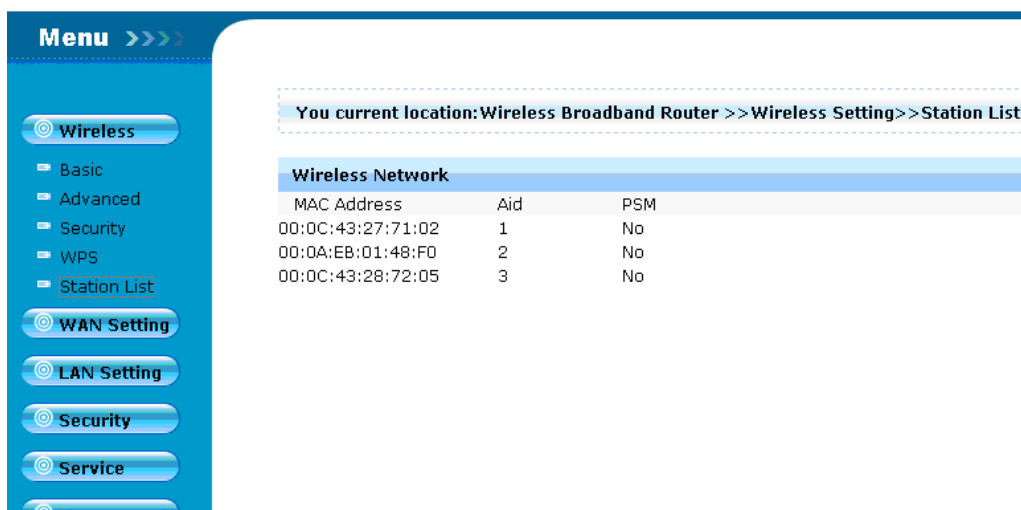 Menu >>>>
Wireless
Basic
Advanced
Security
WPS
Station List
WAN Setting
LAN Setting
Security
Service
You current location:Wireless Broadband Router >>Wireless Setting>>Station List
Wireless Network
MAC Address Aid PSM
00:0C:43:27:71:02 1 No
00:0A:EB:01:48:F0 2 No
00:0C:43:28:72:05 3 No